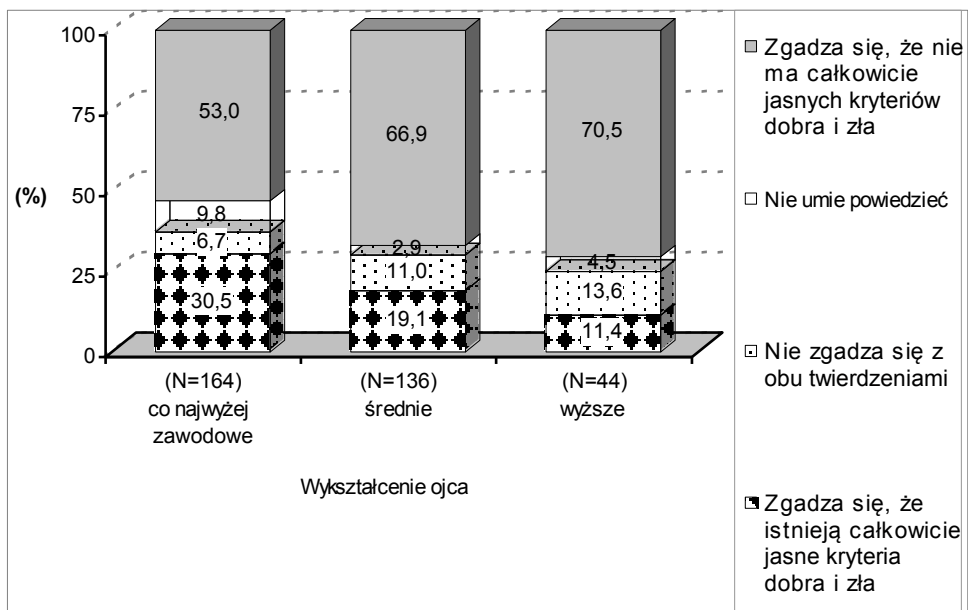 100
75
50
25
0
(%)
53,0
9,8
6,7
30,5
66,9
2,9
11,0
19,1
70,5
4,5
13,6
11,4
(N=164)
co najwyżej
zawodowe
(N=136)
średnie
(N=44)
wyższe
Wykształcenie ojca
Zgadza się, że nie
ma całkowicie
jasnych kryteriów
dobra i zła
Nie umie powiedzieć
Nie zgadza się z
obu twierdzeniami
Zgadza się, że
istnieją całkowicie
jasne kryteria
dobra i zła